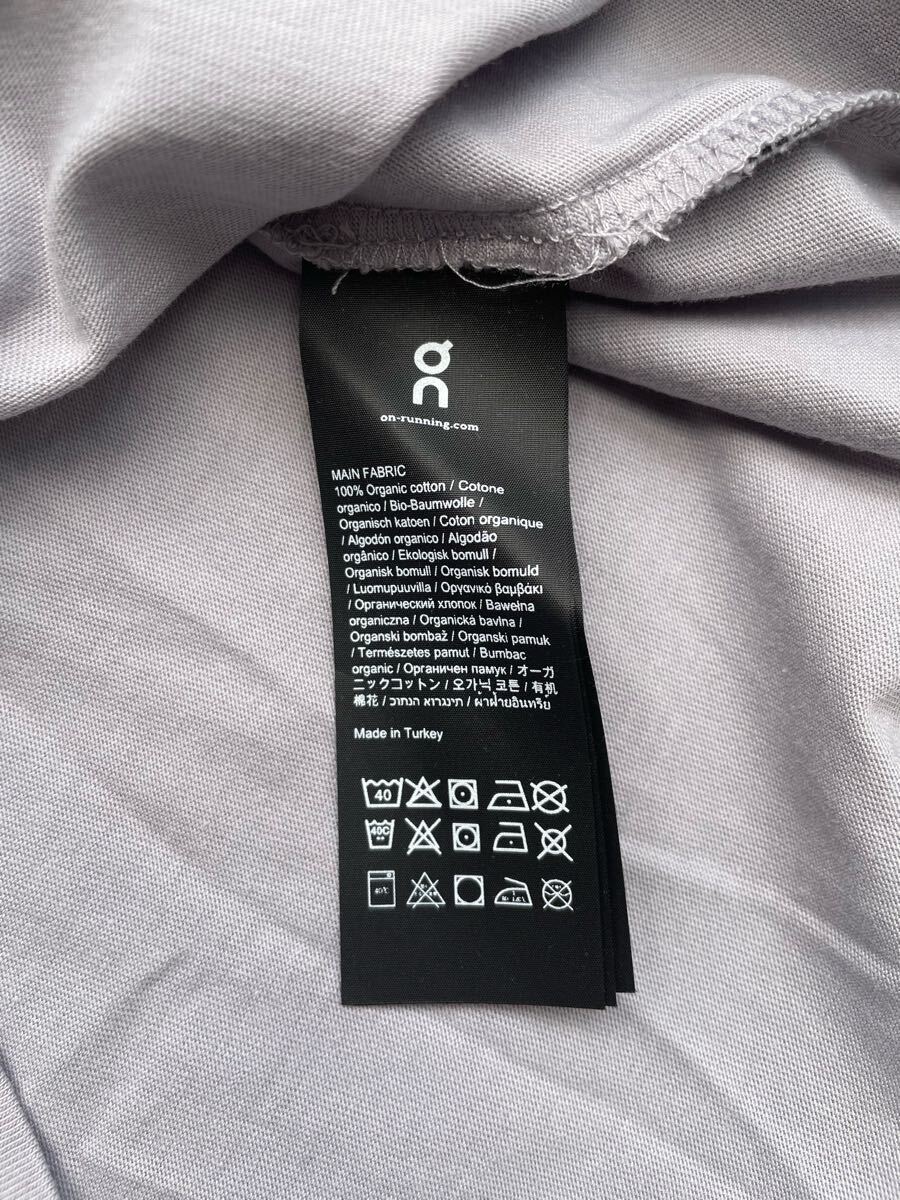 on
on-running.com
MAIN FABRIC
100% Organic cotton / Cotone
organico / Bio-Baumwolle /
Organisch katoen / Coton organique
/ Algodón organico / Algodão
orgânico / Ekologisk bomull /
Organisk bomull / Organisk bomuld
/ Luomupuuvilla / Οργανικό βαμβάκι
/ Органический хлопок / Bawełna
organiczna / Organická bavlna /
Organski bombaž / Organski pamuk
/ Természetes pamut / Bumbac
organic / Органичен памук / オーガ
ニックコットン / 오가닉 코튼 / 有机
棉花 / תינגרוא הנתוכ / ผ้าฝ้ายอินทรีย์
Made in Turkey
40
40C